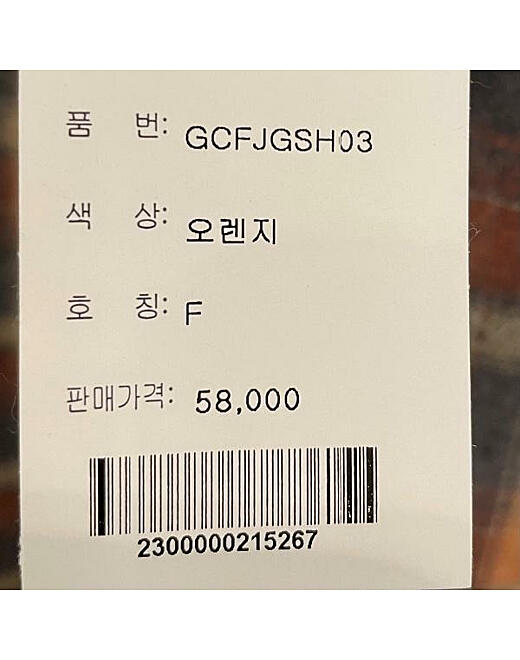 품 번: GCFJGSH03
색 상: 오렌지
호 칭: F
판매가격: 58,000
2300000215267